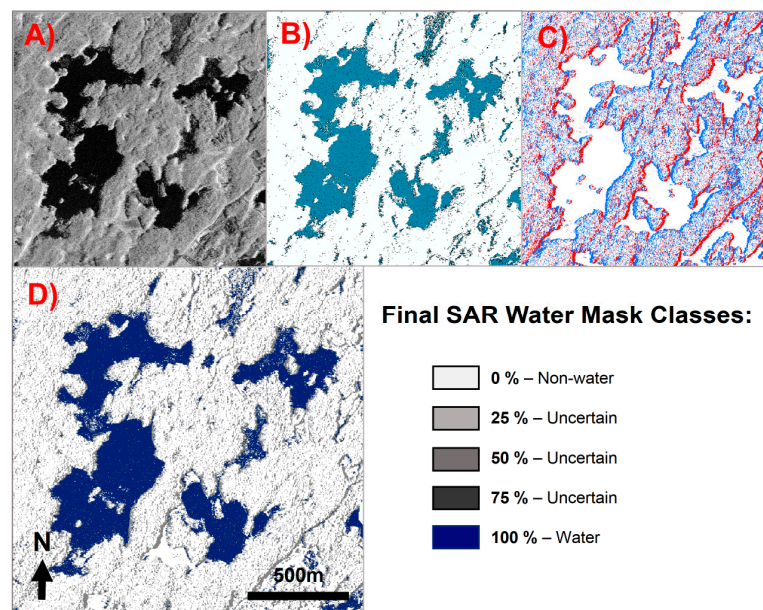 A)
B)
C)
D)
Final SAR Water Mask Classes:
0 % – Non-water
25 % – Uncertain
50 % – Uncertain
75 % – Uncertain
100 % – Water
N
500m